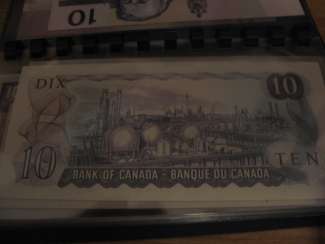 10
DIX 10
10 TEN
BANK OF CANADA - BANQUE DU CANADA